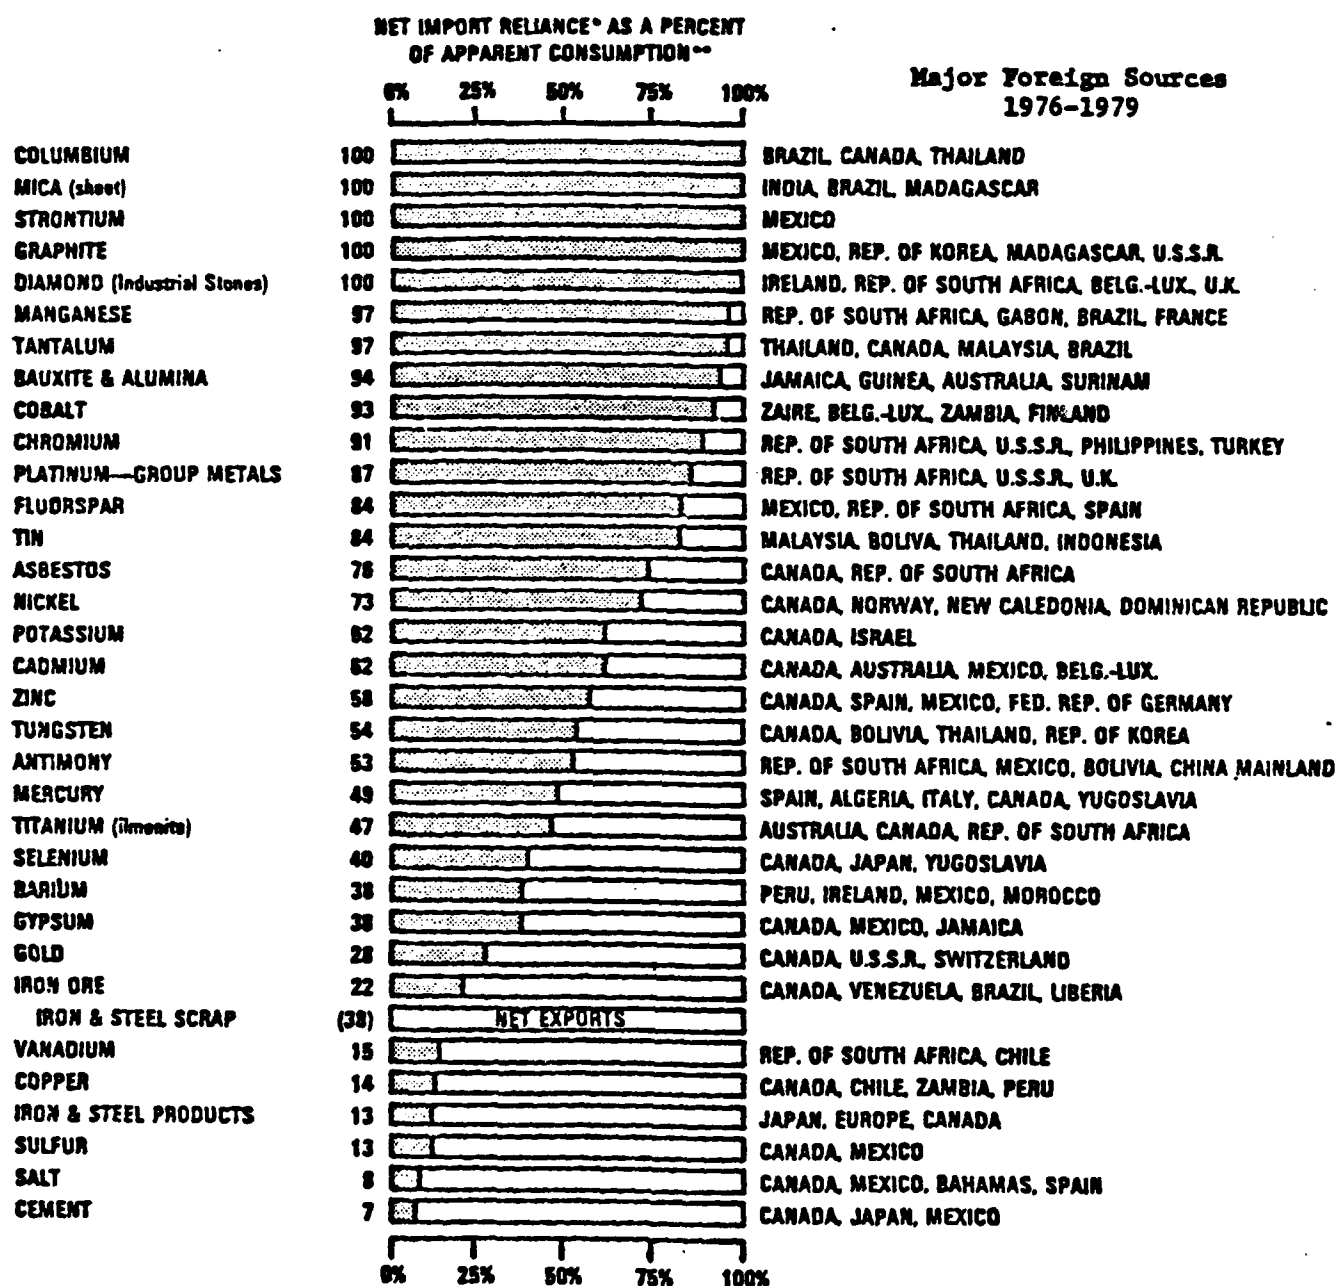 NET IMPORT RELIANCE* AS A PERCENT
OF APPARENT CONSUMPTION**
Major Foreign Sources
1976-1979
0% 25% 50% 75% 100%
COLUMBIUM 100 BRAZIL, CANADA, THAILAND
MICA (sheet) 100 INDIA, BRAZIL, MADAGASCAR
STRONTIUM 100 MEXICO
GRAPHITE 100 MEXICO, REP. OF KOREA, MADAGASCAR, U.S.S.R.
DIAMOND (Industrial Stones) 100 IRELAND, REP. OF SOUTH AFRICA, BELG.-LUX., U.K.
MANGANESE 97 REP. OF SOUTH AFRICA, GABON, BRAZIL, FRANCE
TANTALUM 97 THAILAND, CANADA, MALAYSIA, BRAZIL
BAUXITE & ALUMINA 94 JAMAICA, GUINEA, AUSTRALIA, SURINAM
COBALT 93 ZAIRE, BELG.-LUX., ZAMBIA, FINLAND
CHROMIUM 91 REP. OF SOUTH AFRICA, U.S.S.R., PHILIPPINES, TURKEY
PLATINUM—GROUP METALS 87 REP. OF SOUTH AFRICA, U.S.S.R., U.K.
FLUORSPAR 84 MEXICO, REP. OF SOUTH AFRICA, SPAIN
TIN 84 MALAYSIA, BOLIVA, THAILAND, INDONESIA
ASBESTOS 76 CANADA, REP. OF SOUTH AFRICA
NICKEL 73 CANADA, NORWAY, NEW CALEDONIA, DOMINICAN REPUBLIC
POTASSIUM 62 CANADA, ISRAEL
CADMIUM 62 CANADA, AUSTRALIA, MEXICO, BELG.-LUX.
ZINC 58 CANADA, SPAIN, MEXICO, FED. REP. OF GERMANY
TUNGSTEN 54 CANADA, BOLIVIA, THAILAND, REP. OF KOREA
ANTIMONY 53 REP. OF SOUTH AFRICA, MEXICO, BOLIVIA, CHINA MAINLAND
MERCURY 49 SPAIN, ALGERIA, ITALY, CANADA, YUGOSLAVIA
TITANIUM (ilmenite) 47 AUSTRALIA, CANADA, REP. OF SOUTH AFRICA
SELENIUM 40 CANADA, JAPAN, YUGOSLAVIA
BARIUM 38 PERU, IRELAND, MEXICO, MOROCCO
GYPSUM 38 CANADA, MEXICO, JAMAICA
GOLD 28 CANADA, U.S.S.R., SWITZERLAND
IRON ORE 22 CANADA, VENEZUELA, BRAZIL, LIBERIA
IRON & STEEL SCRAP (38) NET EXPORTS
VANADIUM 15 REP. OF SOUTH AFRICA, CHILE
COPPER 14 CANADA, CHILE, ZAMBIA, PERU
IRON & STEEL PRODUCTS 13 JAPAN, EUROPE, CANADA
SULFUR 13 CANADA, MEXICO
SALT 8 CANADA, MEXICO, BAHAMAS, SPAIN
CEMENT 7 CANADA, JAPAN, MEXICO
0% 25% 50% 75% 100%